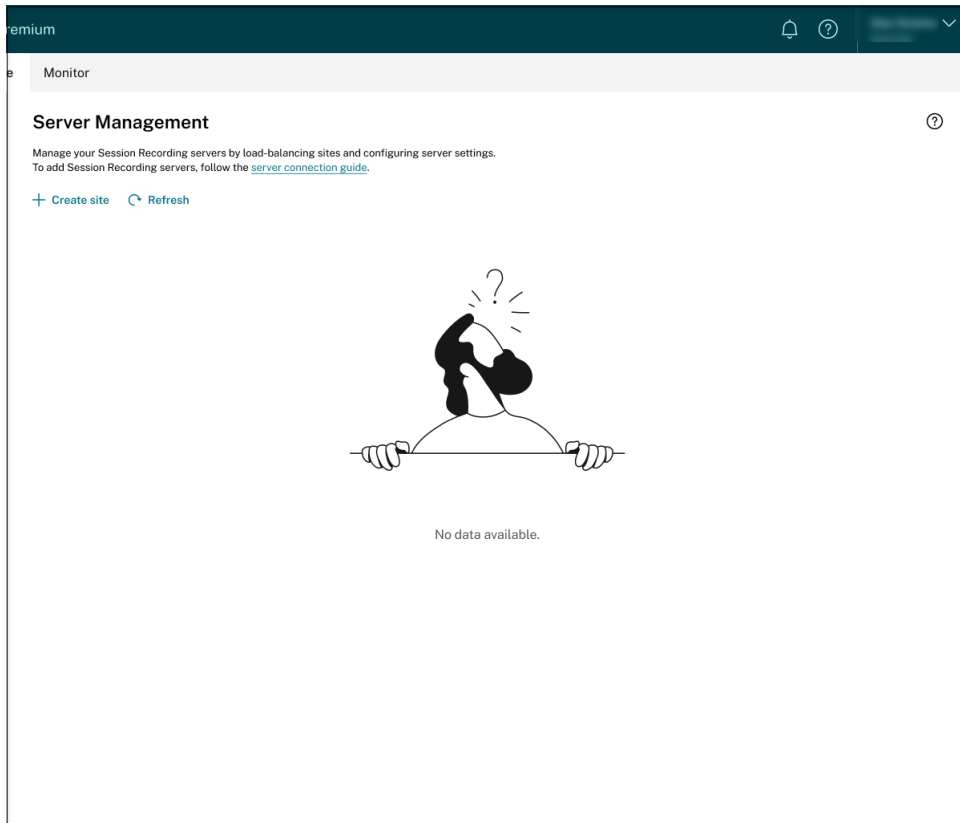 remium
Monitor
Server Management
Manage your Session Recording servers by load-balancing sites and configuring server settings.
To add Session Recording servers, follow the server connection guide.
Create site Refresh
No data available.